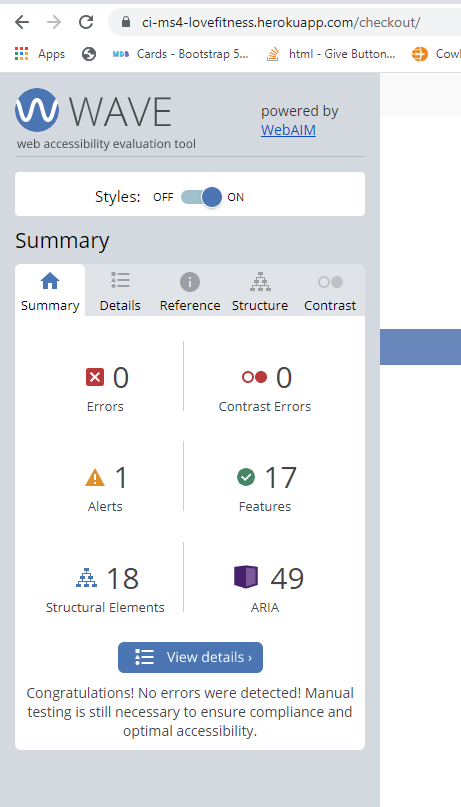 ci-ms4-lovefitness.herokuapp.com/checkout/
Apps MDB Cards - Bootstrap 5... html - Give Button... Cowl
WAVE
web accessibility evaluation tool
powered by
WebAIM
Styles: OFF ON
Summary
Summary Details Reference Structure Contrast
0 0
Errors Contrast Errors
1 17
Alerts Features
18 49
Structural Elements ARIA
View details ›
Congratulations! No errors were detected! Manual
testing is still necessary to ensure compliance and
optimal accessibility.